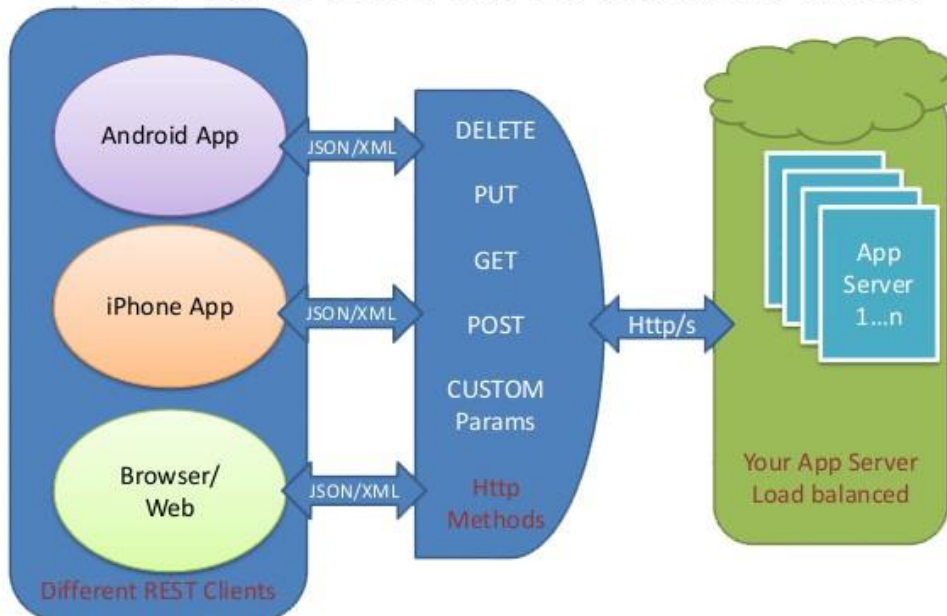 Android App
JSON/XML
iPhone App
JSON/XML
Browser/
Web
JSON/XML
Different REST Clients
DELETE
PUT
GET
POST
CUSTOM
Params
Http
Methods
Http/s
App
Server
1...n
Your App Server
Load balanced